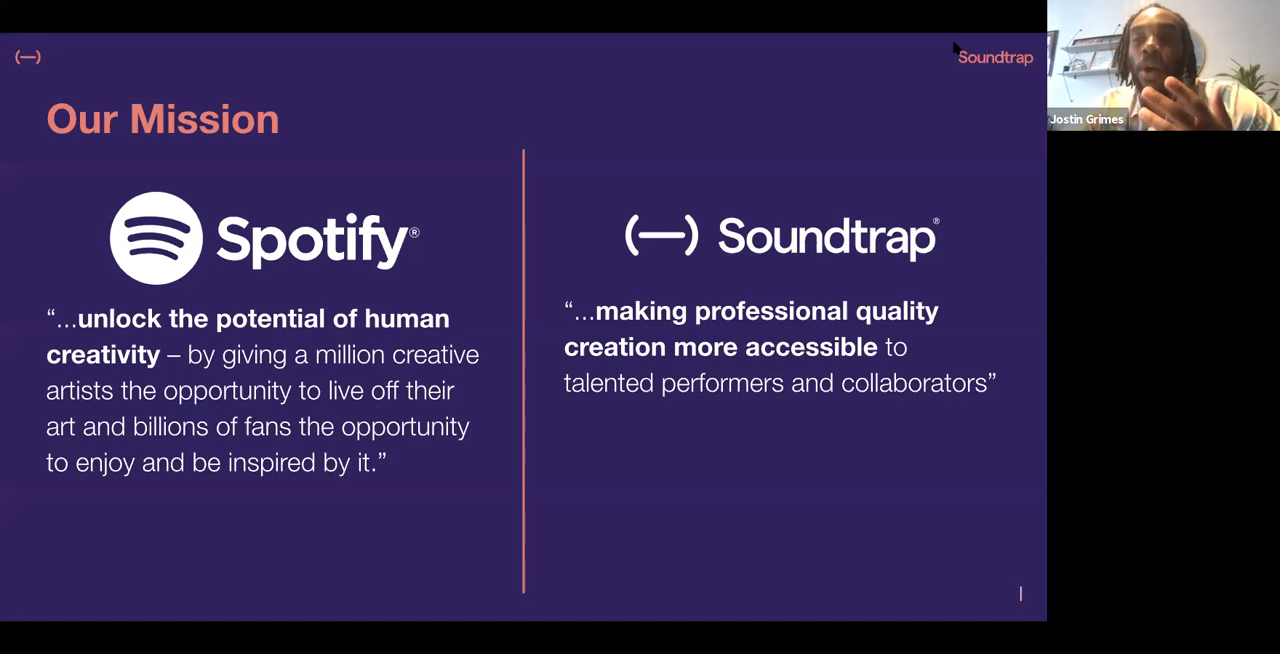 (—)
Soundtrap
Jostin Grimes
Our Mission
Spotify®
“...unlock the potential of human
creativity – by giving a million creative
artists the opportunity to live off their
art and billions of fans the opportunity
to enjoy and be inspired by it.”
(—) Soundtrap®
“...making professional quality
creation more accessible to
talented performers and collaborators”